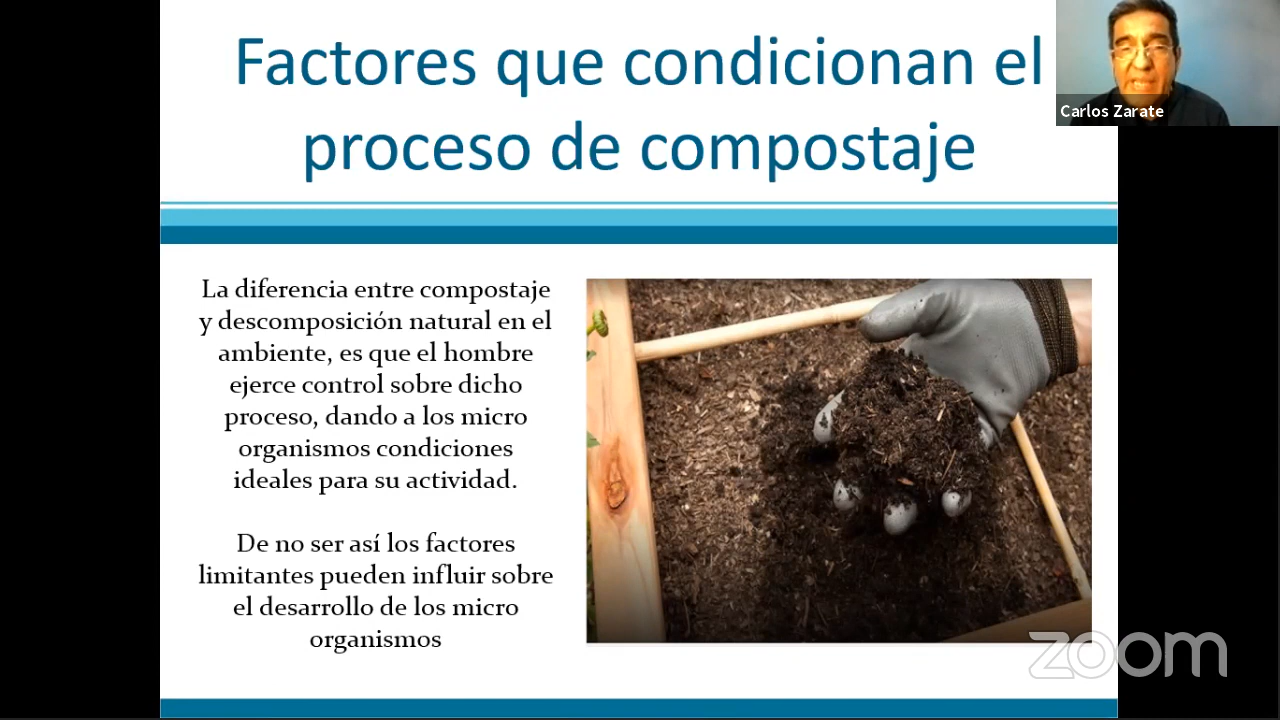 Factores que condicionan el
proceso de compostaje
Carlos Zarate
La diferencia entre compostaje
y descomposición natural en el
ambiente, es que el hombre
ejerce control sobre dicho
proceso, dando a los micro
organismos condiciones
ideales para su actividad.
De no ser así los factores
limitantes pueden influir sobre
el desarrollo de los micro
organismos
zoom